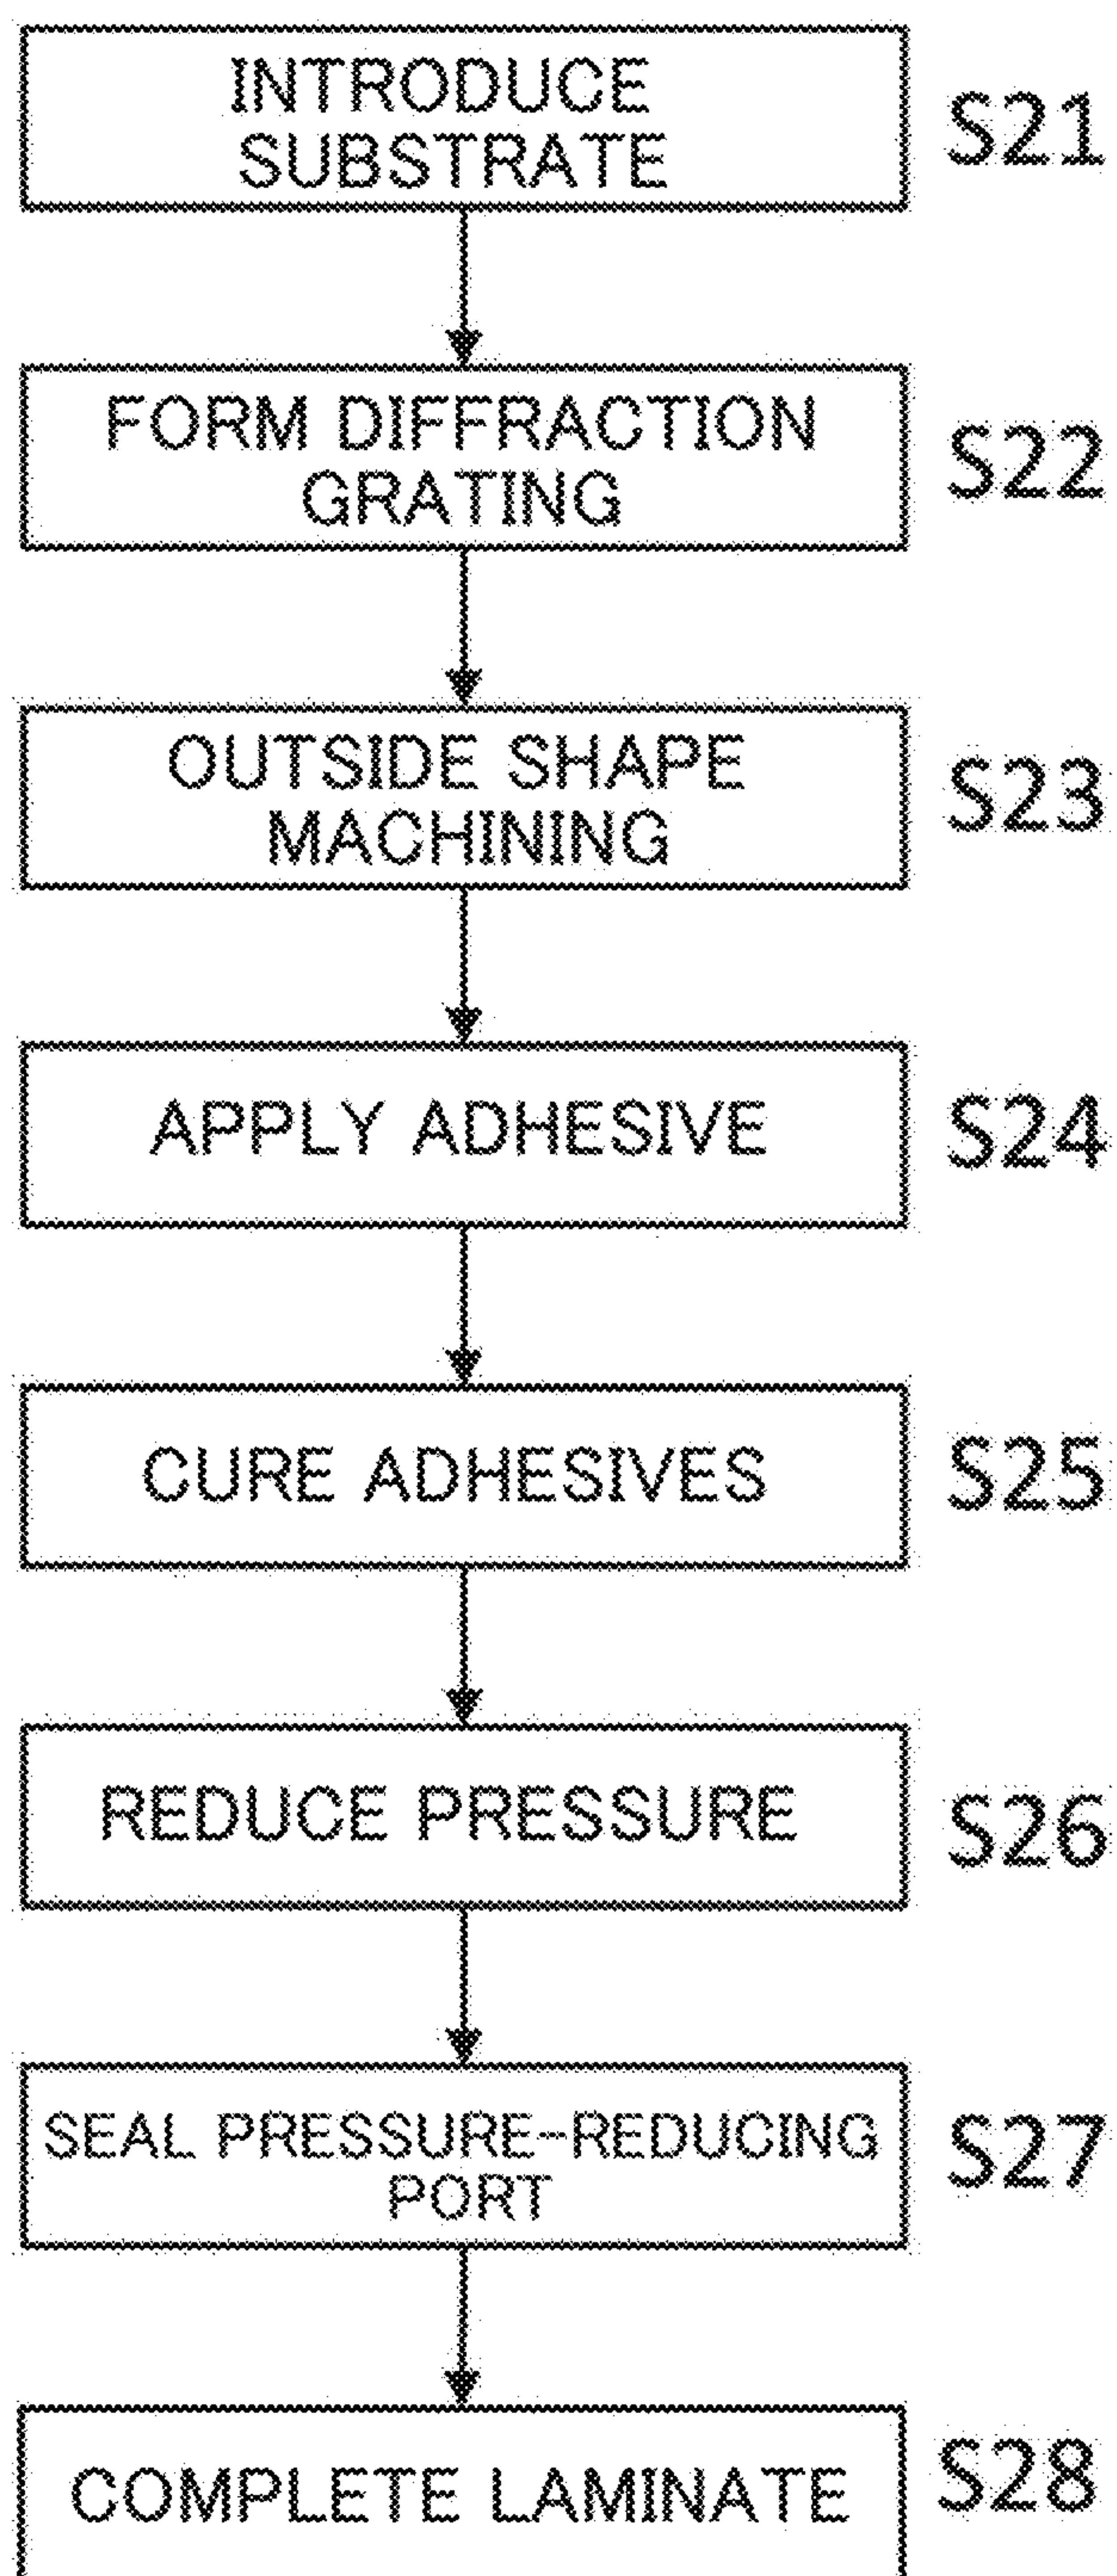 INTRODUCE
SUBSTRATE
S21
FORM DIFFRACTION
GRATING
S22
OUTSIDE SHAPE
MACHINING
S23
APPLY ADHESIVE
S24
CURE ADHESIVES
S25
REDUCE PRESSURE
S26
SEAL PRESSURE-REDUCING
PORT
S27
COMPLETE LAMINATE
S28